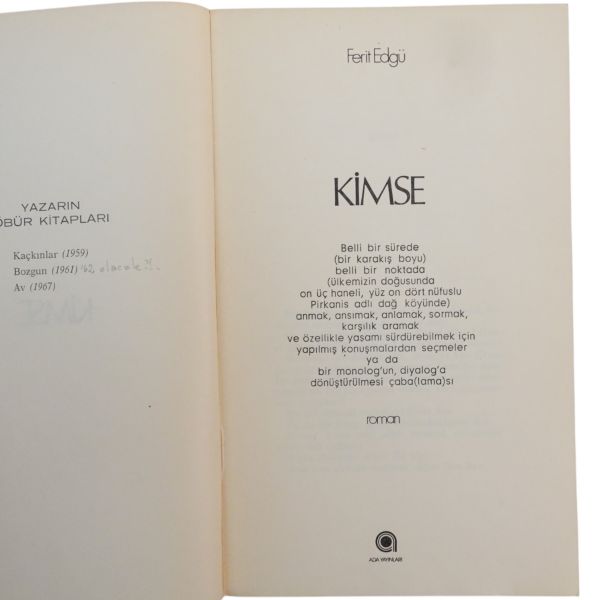 YAZARIN
ÖBÜR KİTAPLARI
Kaçkınlar (1959)
Bozgun (1961) '62, olacak?!.
Av (1967)
Ferit Edgü
KİMSE
Belli bir sürede
(bir karakış boyu)
belli bir noktada
(ülkemizin doğusunda
on üç haneli, yüz on dört nüfuslu
Pirkanis adlı dağ köyünde)
anmak, ansımak, anlamak, sormak,
karşılık aramak
ve özellikle yaşamı sürdürebilmek için
yapılmış konuşmalardan seçmeler
ya da
bir monolog'un, diyalog'a
dönüştürülmesi çaba(lama)sı
roman
ADA YAYINLARI